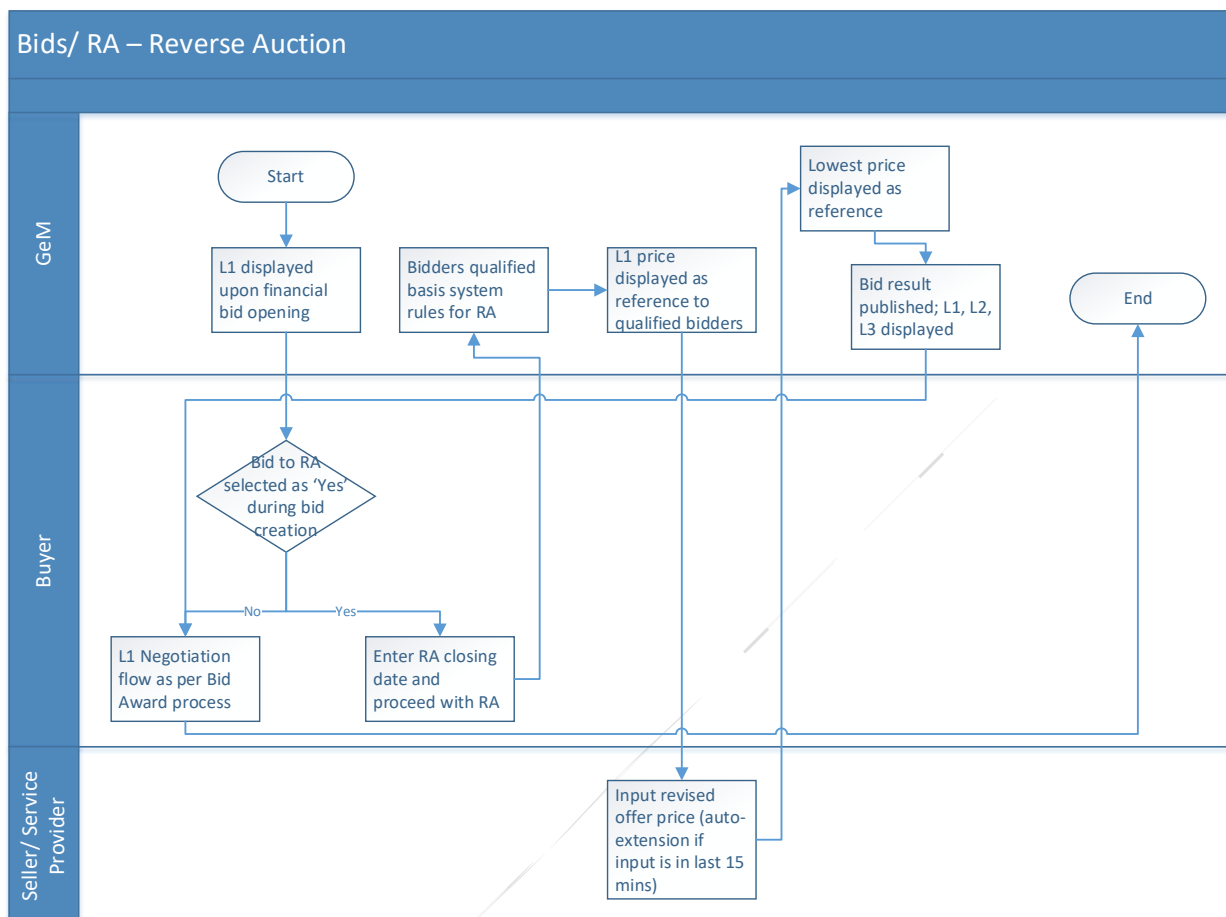 Bids/ RA – Reverse Auction
GeM
Start
L1 displayed
upon financial
bid opening
Bidders qualified
basis system
rules for RA
L1 price
displayed as
reference to
qualified bidders
Lowest price
displayed as
reference
Bid result
published; L1, L2,
L3 displayed
End
Buyer
Bid to RA
selected as ‘Yes’
during bid
creation
No
Yes
L1 Negotiation
flow as per Bid
Award process
Enter RA closing
date and
proceed with RA
Seller/ Service
Provider
Input revised
offer price (auto-
extension if
input is in last 15
mins)